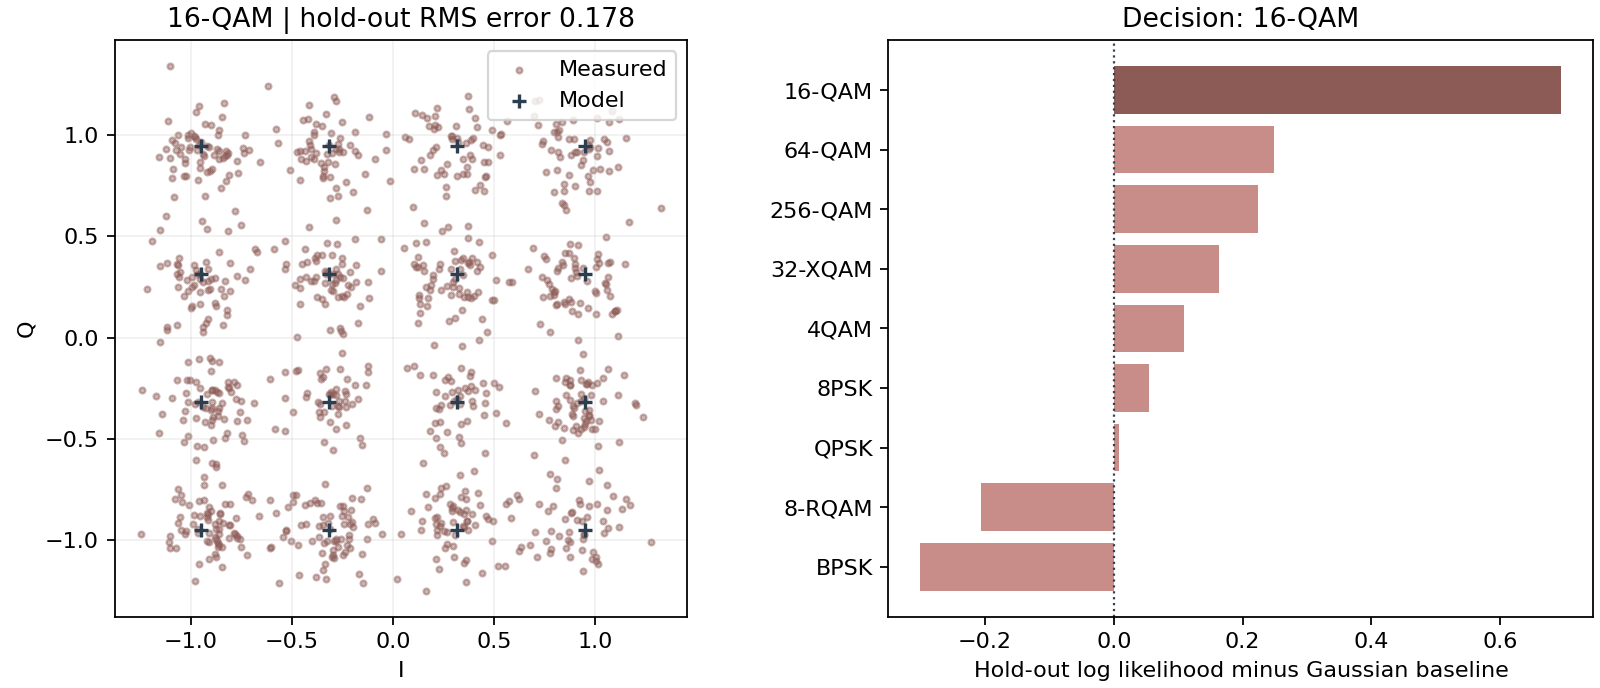 16-QAM | hold-out RMS error 0.178
Measured
Model
1.0
0.5
0.0
−0.5
−1.0
Q
−1.0
−0.5
0.0
0.5
1.0
I
Decision: 16-QAM
16-QAM
64-QAM
256-QAM
32-XQAM
4QAM
8PSK
QPSK
8-RQAM
BPSK
−0.2
0.0
0.2
0.4
0.6
Hold-out log likelihood minus Gaussian baseline